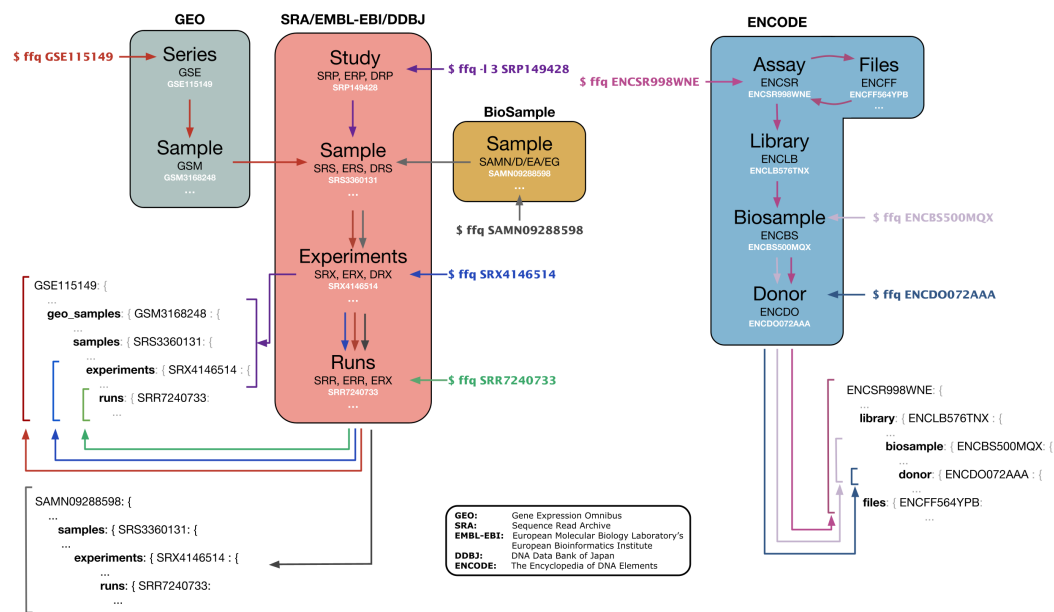 GEO
SRA/EMBL-EBI/DDBJ
ENCODE
$ ffq GSE115149
Series
GSE
GSE115149
Sample
GSM
GSM3168248
...
Study
SRP, ERP, DRP
SRP149428
$ ffq -l 3 SRP149428
Sample
SRS, ERS, DRS
SRS3360131
...
BioSample
Sample
SAMN/D/EA/EG
SAMN09288598
...
$ ffq SAMN09288598
Experiments
SRX, ERX, DRX
SRX4146514
...
$ ffq SRX4146514
Runs
SRR, ERR, ERX
SRR7240733
...
$ ffq SRR7240733
$ ffq ENCSR998WNE
Assay
ENCSR
ENCSR998WNE
Files
ENCFF
ENCFF564YPB
...
Library
ENCLB
ENCLB576TNX
Biosample
ENCBS
ENCBS500MQX
$ ffq ENCBS500MQX
Donor
ENCDO
ENCDO072AAA
$ ffq ENCDO072AAA
GSE115149: {
...
geo_samples: { GSM3168248 : {
...
samples: { SRS3360131: {
...
experiments: { SRX4146514 : {
...
runs: { SRR7240733:
...
SAMN09288598: {
...
samples: { SRS3360131: {
...
experiments: { SRX4146514 : {
...
runs: { SRR7240733:
...
GEO: Gene Expression Omnibus
SRA: Sequence Read Archive
EMBL-EBI: European Molecular Biology Laboratory's
European Bioinformatics Institute
DDBJ: DNA Data Bank of Japan
ENCODE: The Encyclopedia of DNA Elements
ENCSR998WNE: {
...
library: { ENCLB576TNX : {
...
biosample: { ENCBS500MQX: {
...
donor: { ENCDO072AAA : {
...
files: { ENCFF564YPB:
...